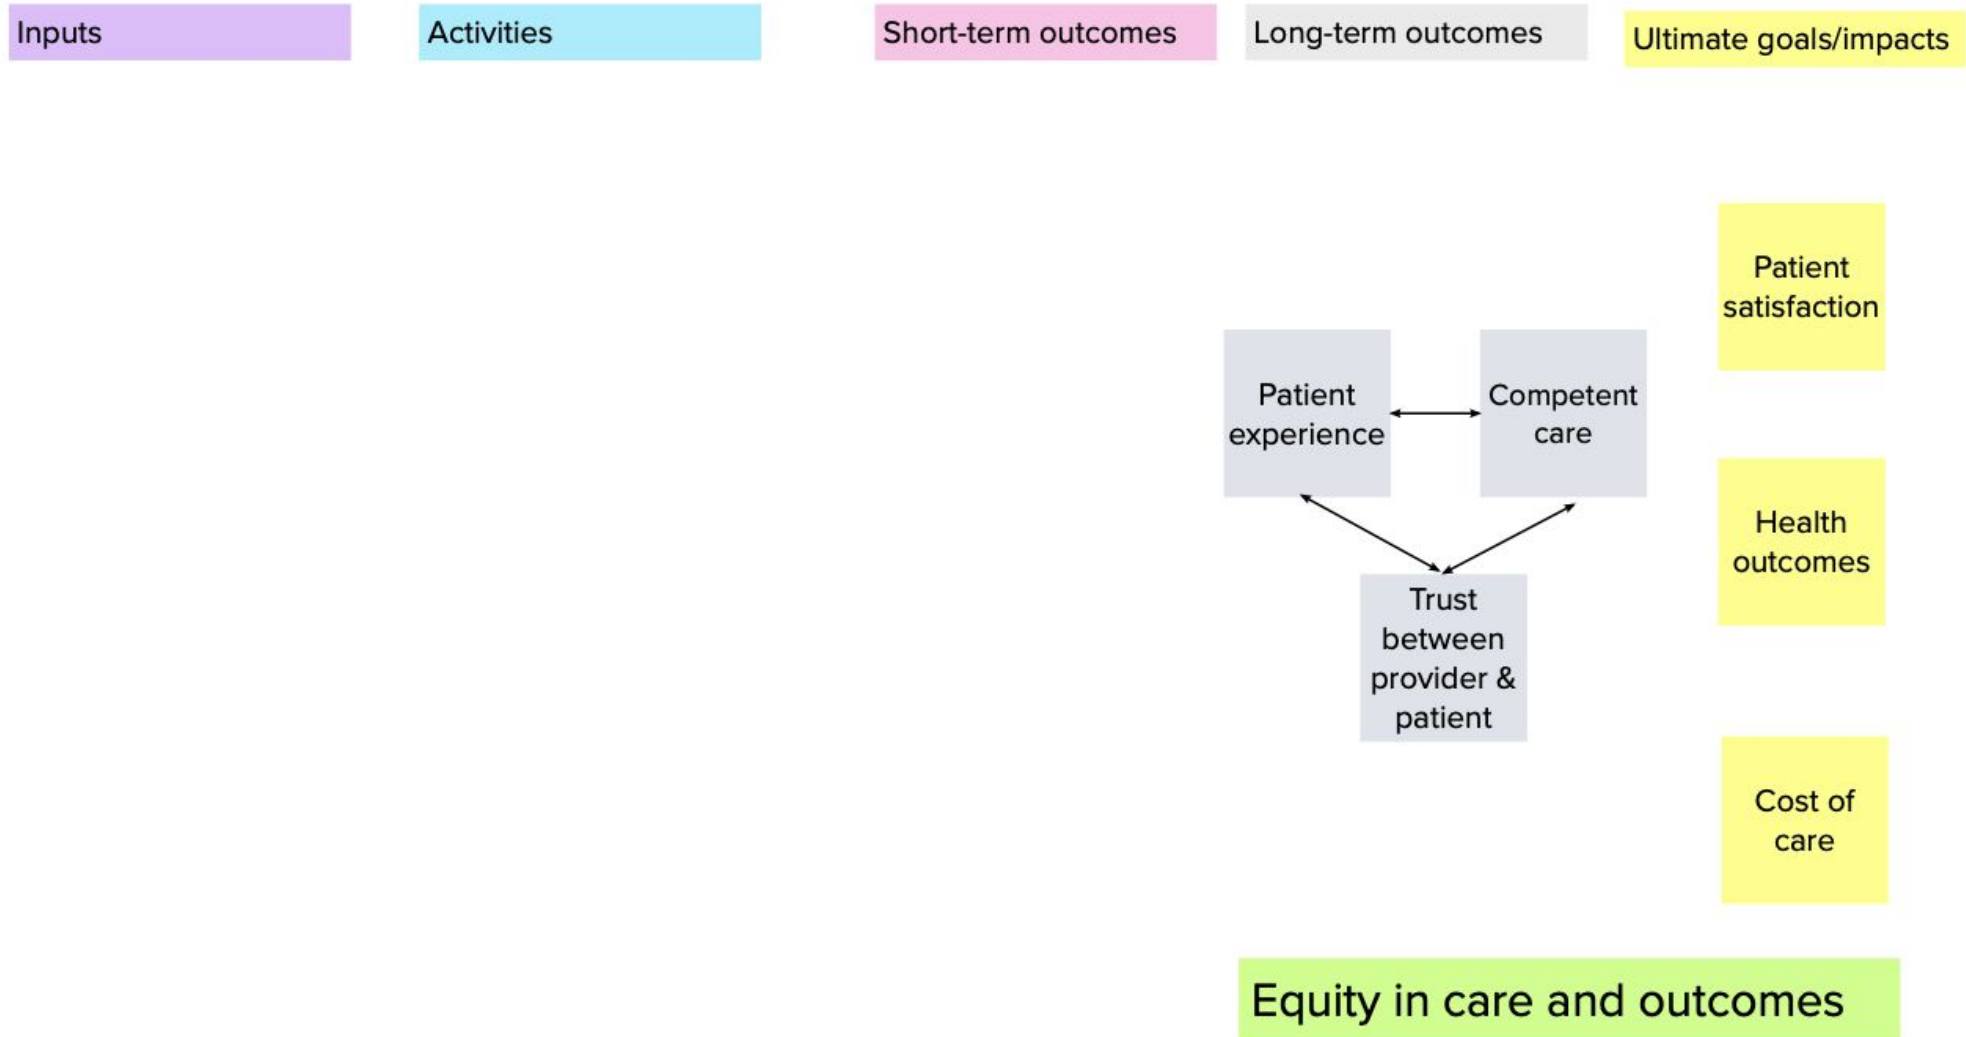 Inputs
Activities
Short-term outcomes
Long-term outcomes
Ultimate goals/impacts
Patient
satisfaction
Patient
experience
Competent
care
Health
outcomes
Trust
between
provider &
patient
Cost of
care
Equity in care and outcomes